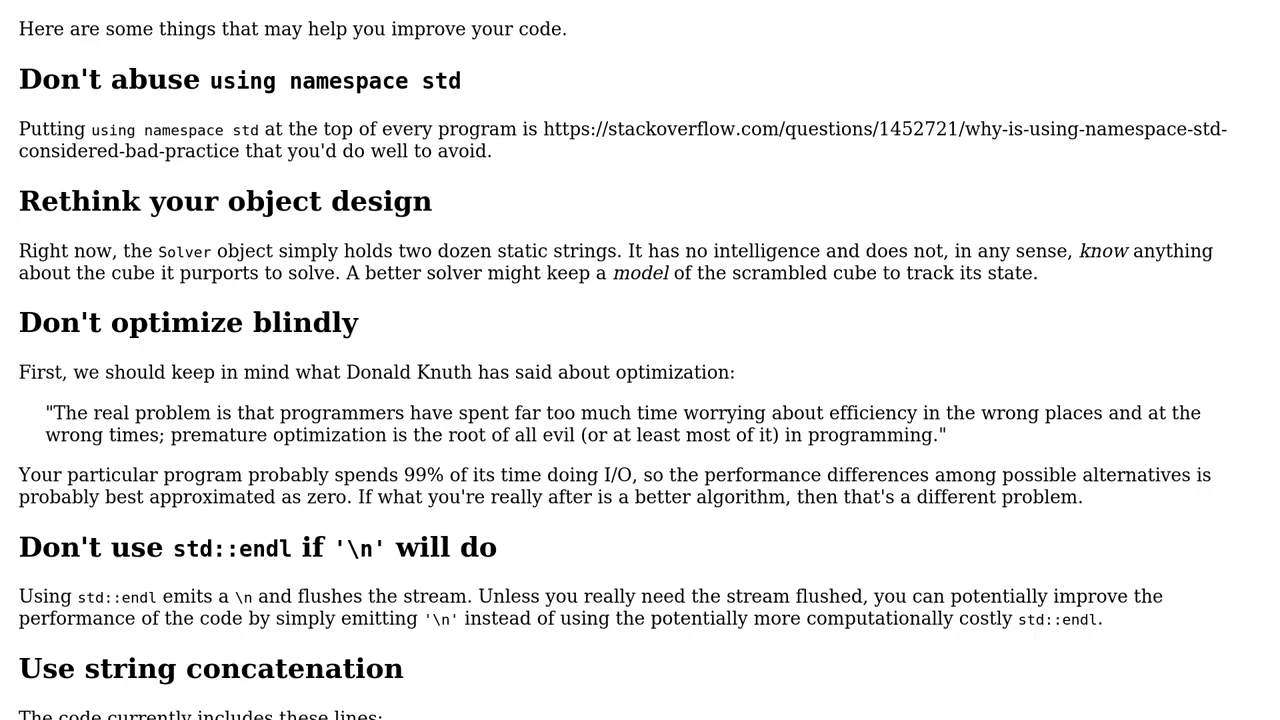 Here are some things that may help you improve your code.
Don't abuse using namespace std
Putting using namespace std at the top of every program is https://stackoverflow.com/questions/1452721/why-is-using-namespace-std-
considered-bad-practice that you'd do well to avoid.
Rethink your object design
Right now, the Solver object simply holds two dozen static strings. It has no intelligence and does not, in any sense, know anything
about the cube it purports to solve. A better solver might keep a model of the scrambled cube to track its state.
Don't optimize blindly
First, we should keep in mind what Donald Knuth has said about optimization:
"The real problem is that programmers have spent far too much time worrying about efficiency in the wrong places and at the
wrong times; premature optimization is the root of all evil (or at least most of it) in programming."
Your particular program probably spends 99% of its time doing I/O, so the performance differences among possible alternatives is
probably best approximated as zero. If what you're really after is a better algorithm, then that's a different problem.
Don't use std::endl if '\n' will do
Using std::endl emits a \n and flushes the stream. Unless you really need the stream flushed, you can potentially improve the
performance of the code by simply emitting '\n' instead of using the potentially more computationally costly std::endl.
Use string concatenation
The code currently includes these lines: